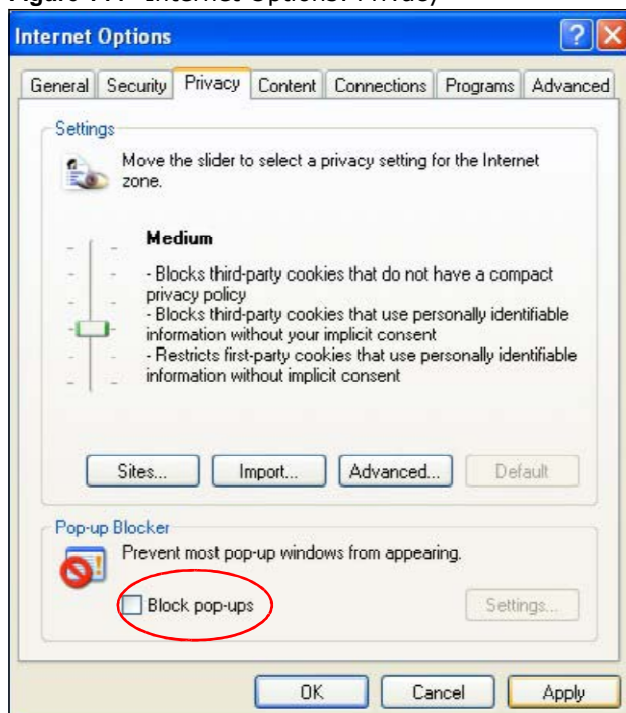 Internet Options: Privacy
Internet Options
General Security Privacy Content Connections Programs Advanced
Settings
Move the slider to select a privacy setting for the Internet
zone.
Medium
- Blocks third-party cookies that do not have a compact
privacy policy
- Blocks third-party cookies that use personally identifiable
information without your implicit consent
- Restricts first-party cookies that use personally identifiable
information without implicit consent
Sites... Import... Advanced... Default
Pop-up Blocker
Prevent most pop-up windows from appearing.
Block pop-ups Settings...
OK Cancel Apply